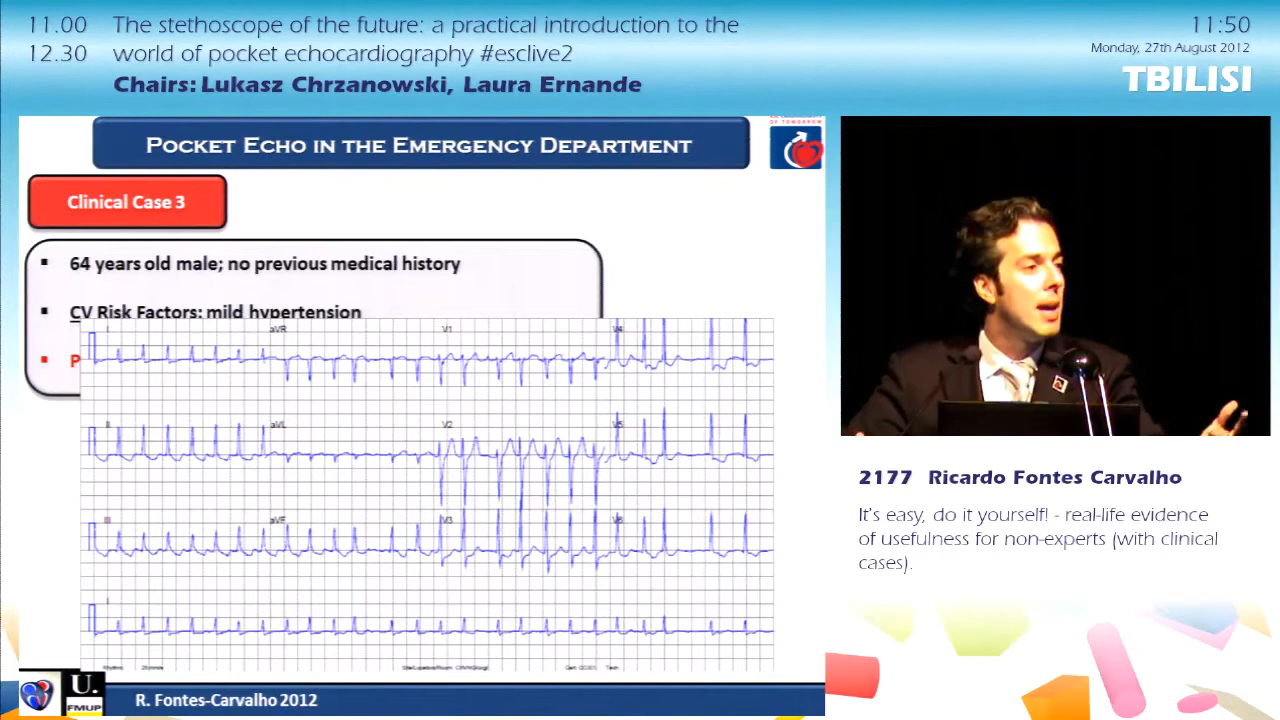 11.00 The stethoscope of the future: a practical introduction to the
12.30 world of pocket echocardiography #esclive2
Chairs: Lukasz Chrzanowski, Laura Ernande
11:50
Monday, 27th August 2012
TBILISI
POCKET ECHO IN THE EMERGENCY DEPARTMENT
OF TOMORROW
Clinical Case 3
▪ 64 years old male; no previous medical history
▪ CV Risk Factors: mild hypertension
▪ P
I aVR V1 V4
II aVL V2 V5
III aVF V3 V6
I
U.
FMUP
R. Fontes-Carvalho 2012
2177 Ricardo Fontes Carvalho
It's easy, do it yourself! - real-life evidence
of usefulness for non-experts (with clinical
cases).